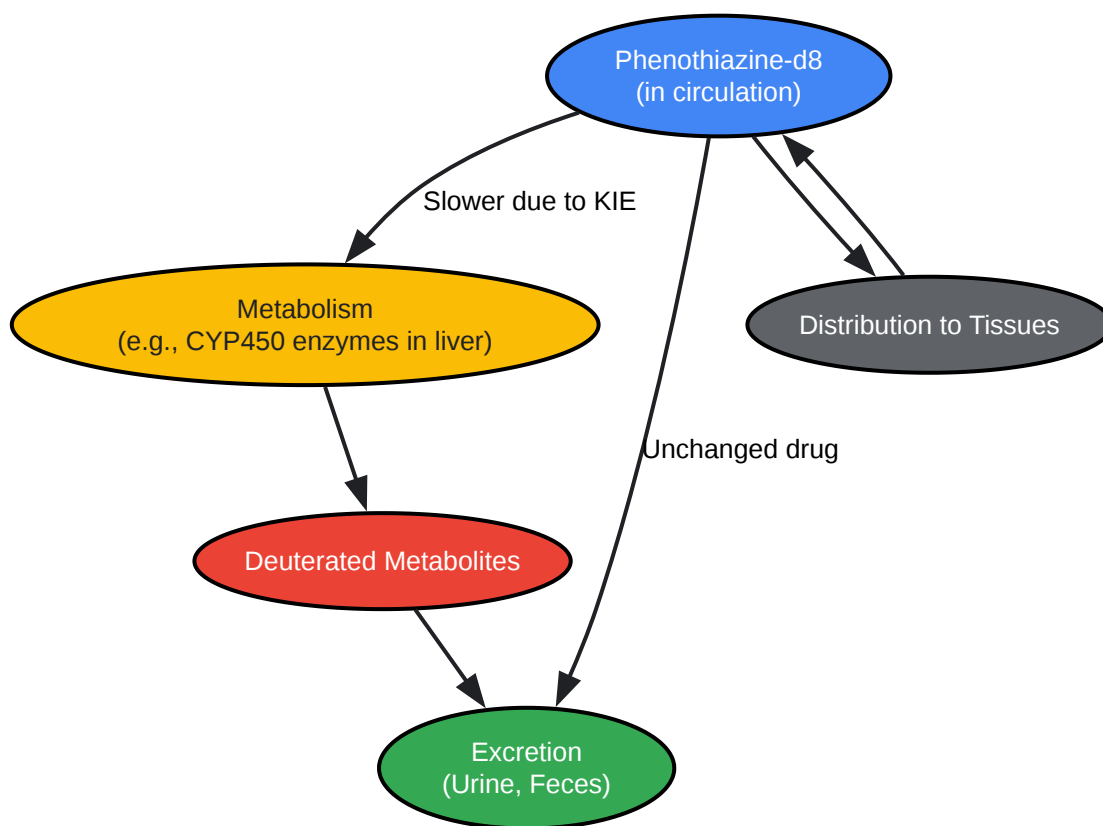 Phenothiazine-d8
(in circulation)
Slower due to KIE
Metabolism
(e.g., CYP450 enzymes in liver)
Distribution to Tissues
Unchanged drug
Deuterated Metabolites
Excretion
(Urine, Feces)